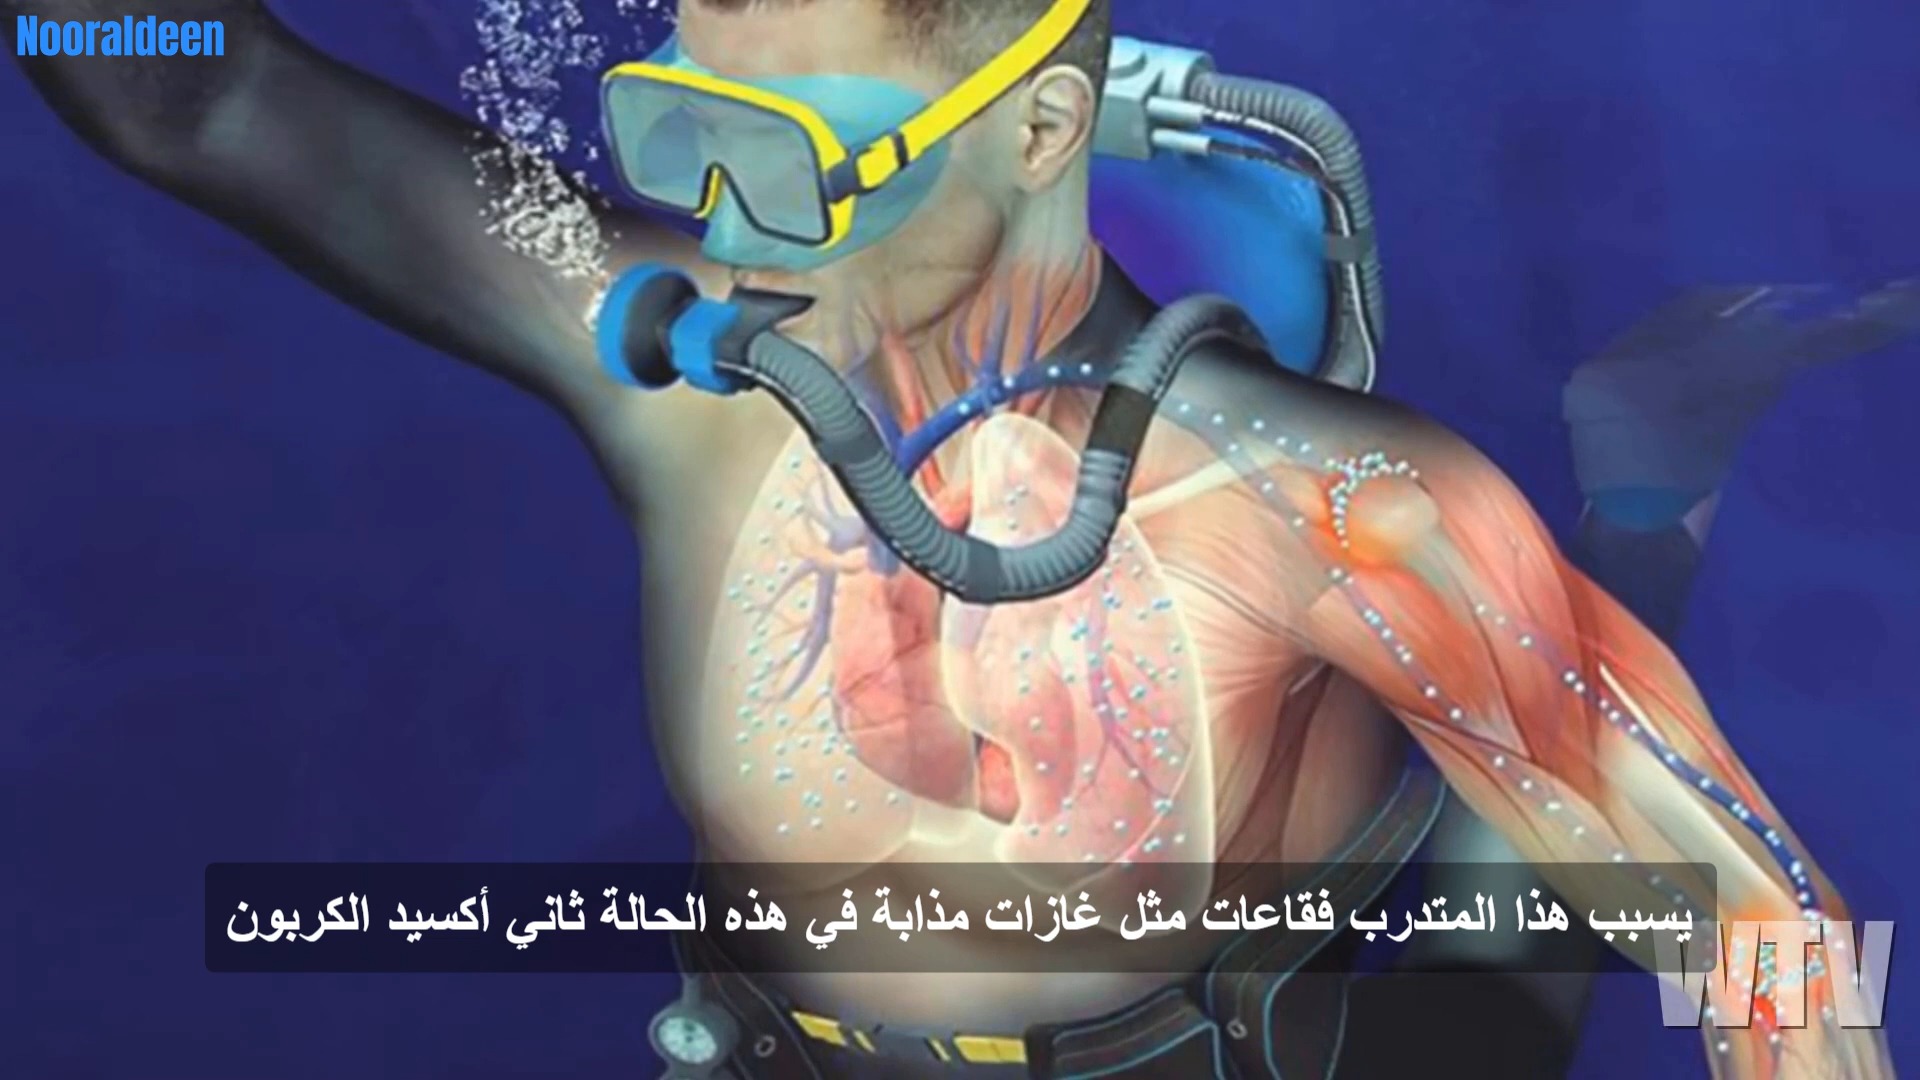 Nooraldeen
يسبب هذا المتدرب فقاعات مثل غازات مذابة في هذه الحالة ثاني أكسيد الكربون
WTV